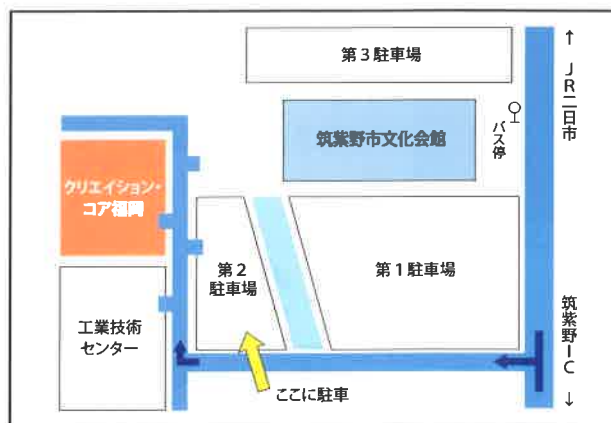 第3駐車場
↑ JR二日市
バス停
筑紫野市文化会館
クリエイション・
コア福岡
第2
駐車場
第1駐車場
工業技術
センター
筑紫野IC ↓
ここに駐車